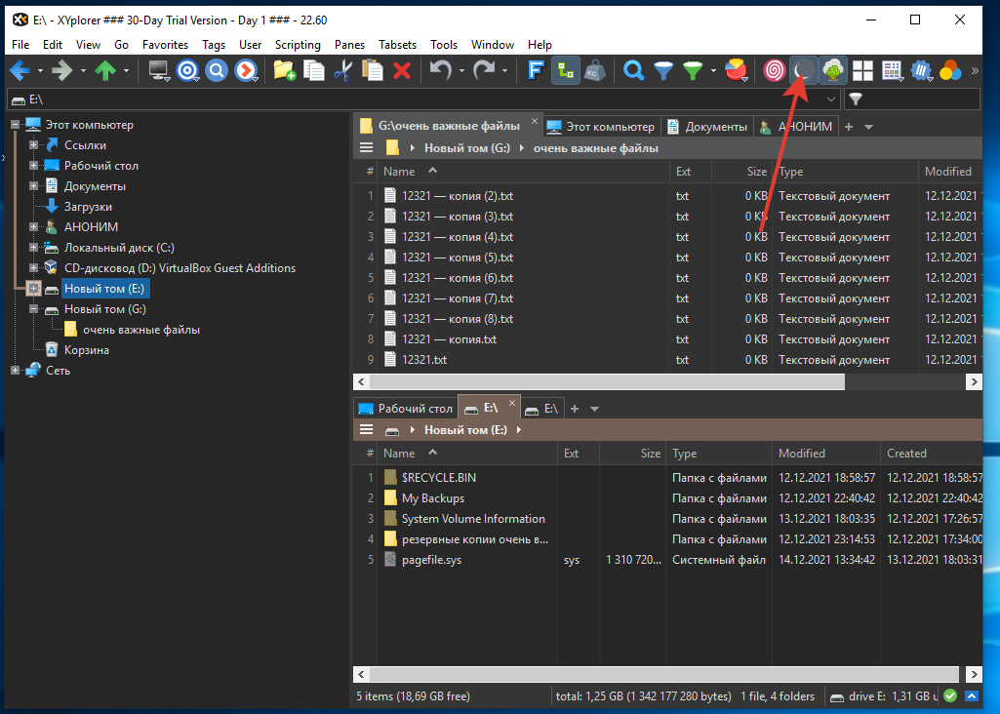 E:\ - XYplorer ### 30-Day Trial Version - Day 1 ### - 22.60
File Edit View Go Favorites Tags User Scripting Panes Tabsets Tools Window Help
KG
E:\
Этот компьютер
Ссылки
Рабочий стол
Документы
Загрузки
АНОНИМ
Локальный диск (C:)
CD-дисковод (D:) VirtualBox Guest Additions
Новый том (E:)
Новый том (G:)
очень важные файлы
Корзина
Сеть
G:\очень важные файлы Этот компьютер Документы АНОНИМ
Новый том (G:) очень важные файлы
# Name Ext Size Type Modified
1 12321 — копия (2).txt txt 0 KB Текстовый документ 12.12.2021
2 12321 — копия (3).txt txt 0 KB Текстовый документ 12.12.2021
3 12321 — копия (4).txt txt 0 KB Текстовый документ 12.12.2021
4 12321 — копия (5).txt txt 0 KB Текстовый документ 12.12.2021
5 12321 — копия (6).txt txt 0 KB Текстовый документ 12.12.2021
6 12321 — копия (7).txt txt 0 KB Текстовый документ 12.12.2021
7 12321 — копия (8).txt txt 0 KB Текстовый документ 12.12.2021
8 12321 — копия.txt txt 0 KB Текстовый документ 12.12.2021
9 12321.txt txt 0 KB Текстовый документ 12.12.2021
Рабочий стол E:\ E:\
Новый том (E:)
# Name Ext Size Type Modified Created
1 $RECYCLE.BIN Папка с файлами 12.12.2021 18:58:57 12.12.2021 18:58:57
2 My Backups Папка с файлами 12.12.2021 22:40:42 12.12.2021 22:40:42
3 System Volume Information Папка с файлами 13.12.2021 18:03:35 12.12.2021 17:26:57
4 резервные копии очень в... Папка с файлами 12.12.2021 23:14:53 12.12.2021 17:34:00
5 pagefile.sys sys 1 310 720... Системный файл 14.12.2021 13:34:42 13.12.2021 18:03:31
5 items (18,69 GB free) total: 1,25 GB (1 342 177 280 bytes) 1 file, 4 folders drive E: 1,31 GB u